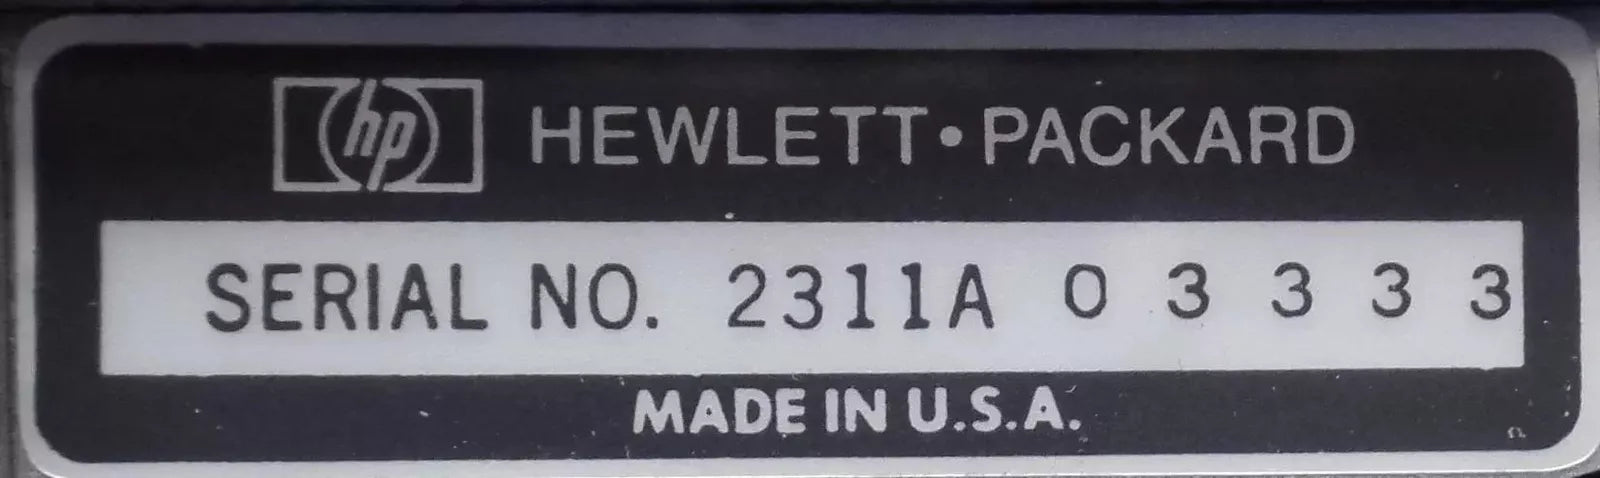 hp HEWLETT•PACKARD
SERIAL NO. 2311A 0 3 3 3 3
MADE IN U.S.A.
Ω